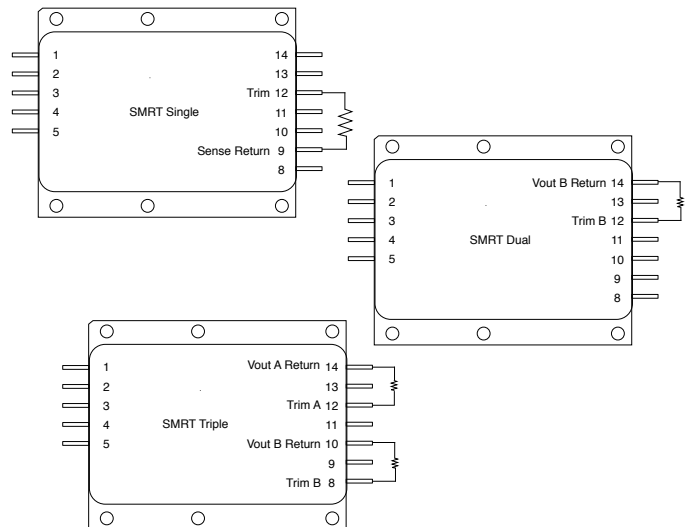 1 14
2 13
3 Trim 12
4 SMRT Single 11
5 10
Sense Return 9
8
1 Vout B Return 14
2 13
3 Trim B 12
4 SMRT Dual 11
5 10
9
8
1 Vout A Return 14
2 13
3 Trim A 12
4 SMRT Triple 11
5 Vout B Return 10
9
Trim B 8